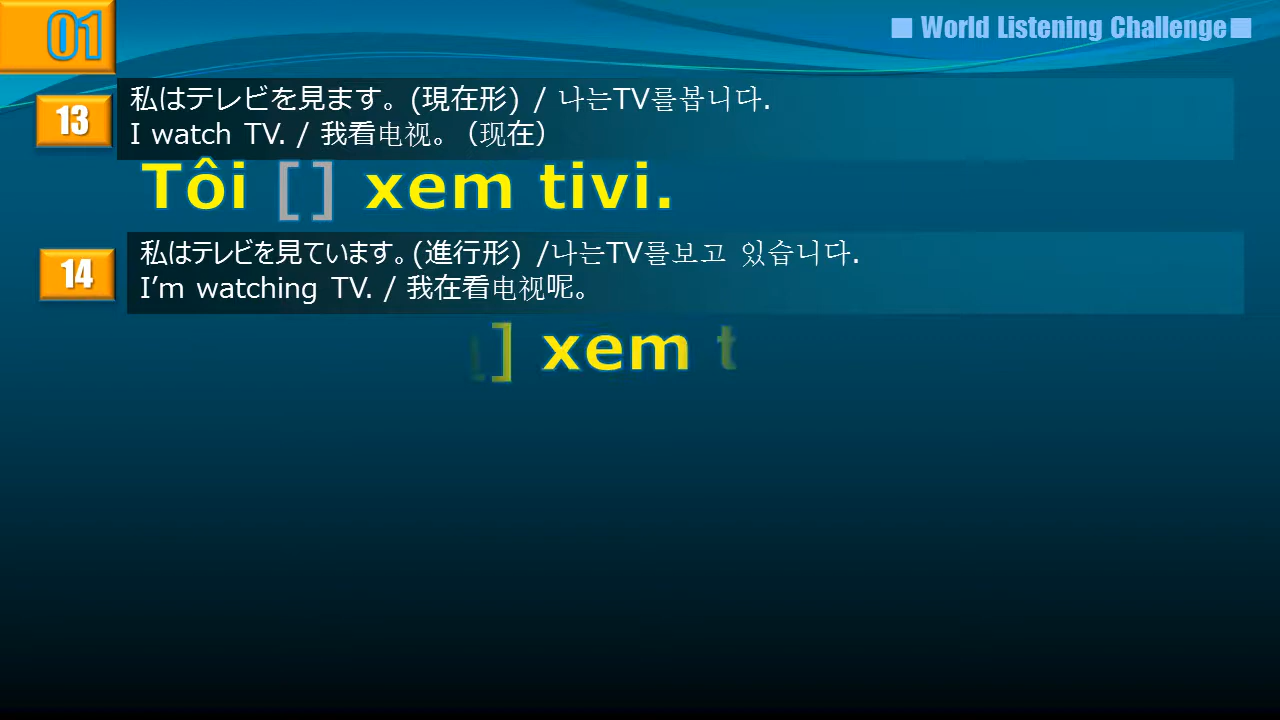 01
■ World Listening Challenge■
13
私はテレビを見ます。(現在形) / 나는TV를봅니다.
I watch TV. / 我看电视。（现在）
Tôi [ ] xem tivi.
14
私はテレビを見ています。(進行形) /나는TV를보고 있습니다.
I’m watching TV. / 我在看电视呢。
] xem t